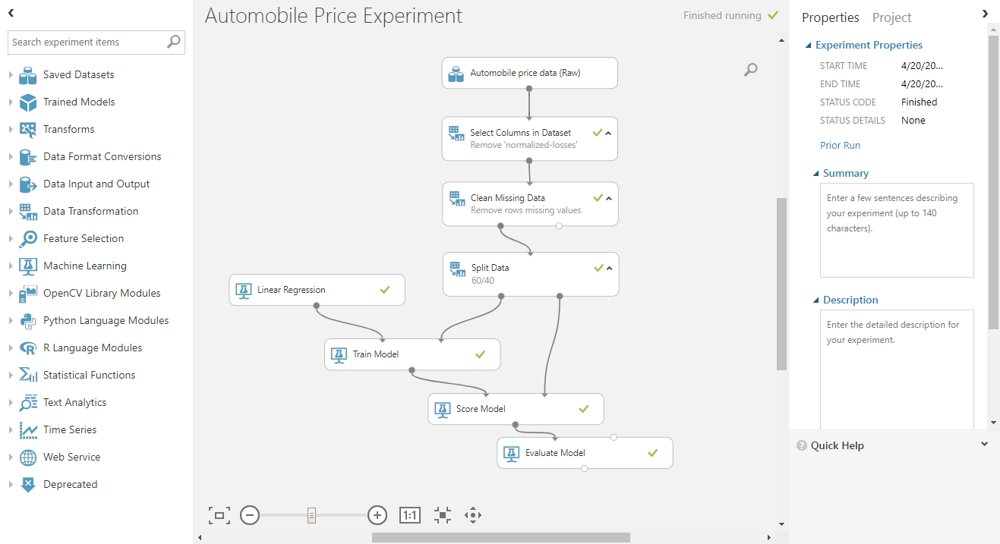 Automobile Price Experiment
Finished running
Search experiment items
Saved Datasets
Trained Models
Transforms
Data Format Conversions
Data Input and Output
Data Transformation
Feature Selection
Machine Learning
OpenCV Library Modules
Python Language Modules
R Language Modules
Statistical Functions
Text Analytics
Time Series
Web Service
Deprecated
Automobile price data (Raw)
Select Columns in Dataset
Remove 'normalized-losses'
Clean Missing Data
Remove rows missing values
Split Data
60/40
Linear Regression
Train Model
Score Model
Evaluate Model
1:1
Properties Project
Experiment Properties
START TIME 4/20/20...
END TIME 4/20/20...
STATUS CODE Finished
STATUS DETAILS None
Prior Run
Summary
Enter a few sentences describing
your experiment (up to 140
characters).
Description
Enter the detailed description for
your experiment.
? Quick Help